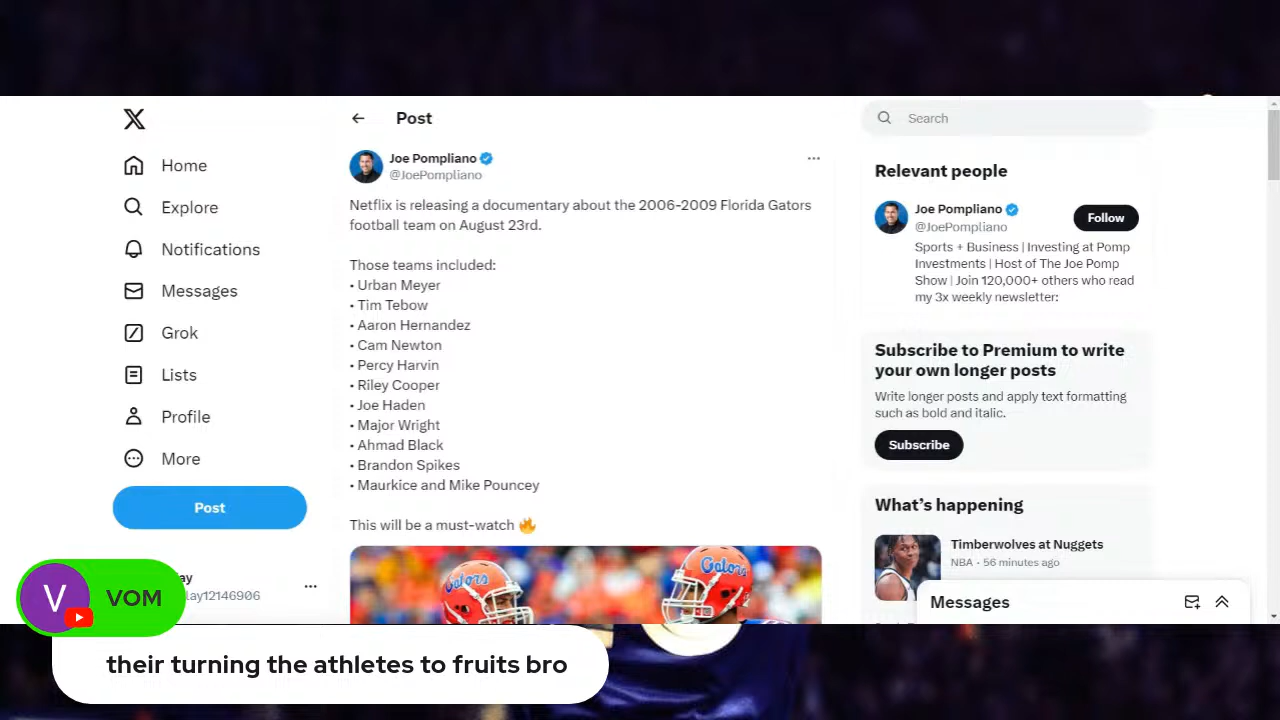 Post
Search
Home
Explore
Notifications
Messages
Grok
Lists
Profile
More
Post
lay
lay12146906
Joe Pompliano
@JoePompliano
Netflix is releasing a documentary about the 2006-2009 Florida Gators
football team on August 23rd.
Those teams included:
• Urban Meyer
• Tim Tebow
• Aaron Hernandez
• Cam Newton
• Percy Harvin
• Riley Cooper
• Joe Haden
• Major Wright
• Ahmad Black
• Brandon Spikes
• Maurkice and Mike Pouncey
This will be a must-watch 🔥
Gators
Gators
Relevant people
Joe Pompliano
@JoePompliano
Follow
Sports + Business | Investing at Pomp
Investments | Host of The Joe Pomp
Show | Join 120,000+ others who read
my 3x weekly newsletter:
Subscribe to Premium to write
your own longer posts
Write longer posts and apply text formatting
such as bold and italic.
Subscribe
What's happening
Timberwolves at Nuggets
NBA · 56 minutes ago
Messages
V
VOM
their turning the athletes to fruits bro